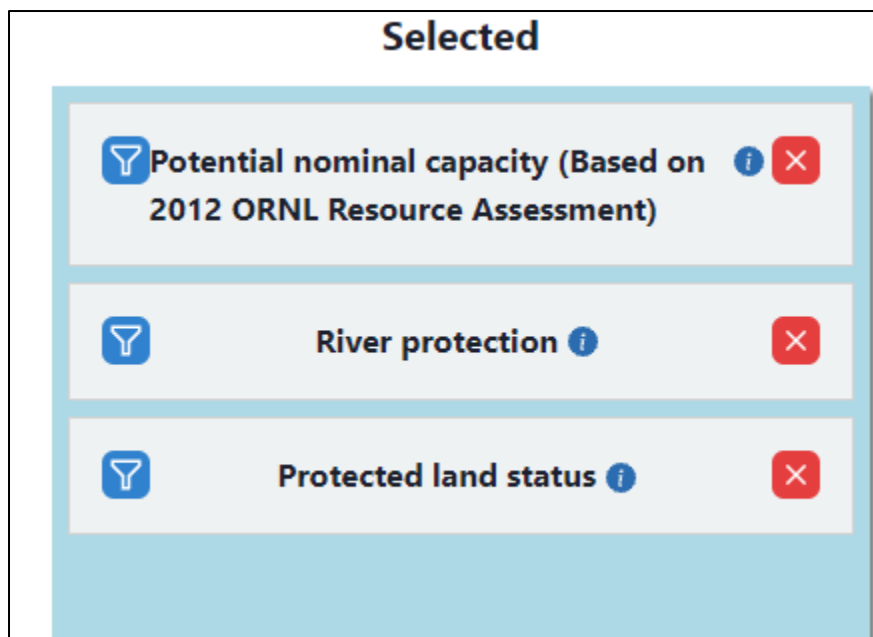 Selected
Potential nominal capacity (Based on
2012 ORNL Resource Assessment)
River protection
Protected land status